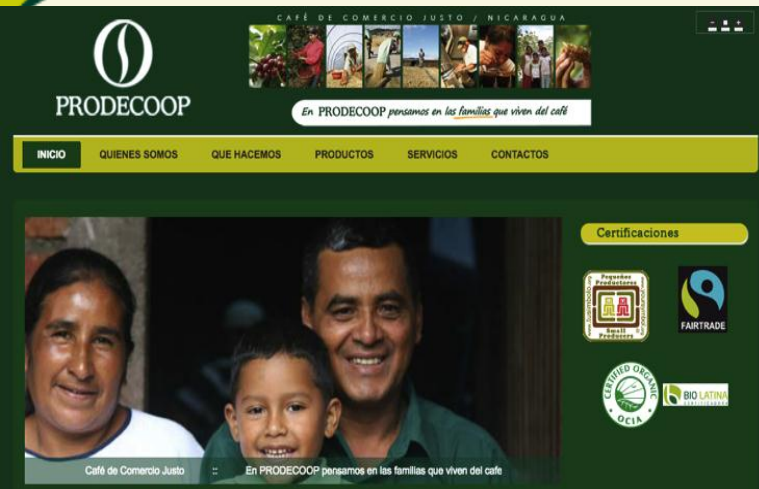 CAFÉ DE COMERCIO JUSTO / NICARAGUA
PRODECOOP
En PRODECOOP pensamos en las familias que viven del café
INICIO QUIENES SOMOS QUE HACEMOS PRODUCTOS SERVICIOS CONTACTOS
Certificaciones
Pequeños
Productores
Small
Producers
FAIRTRADE
CERTIFIED ORGANIC
OCIA
BIO LATINA
CERTIFICADORA
Café de Comercio Justo :: En PRODECOOP pensamos en las familias que viven del cafe